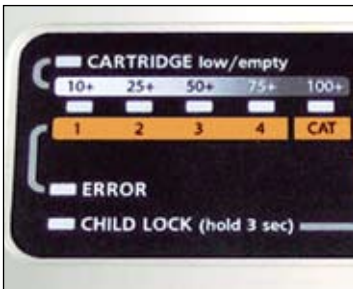 CARTRIDGE low/empty
10+ 25+ 50+ 75+ 100+
1 2 3 4 CAT
ERROR
CHILD LOCK (hold 3 sec)